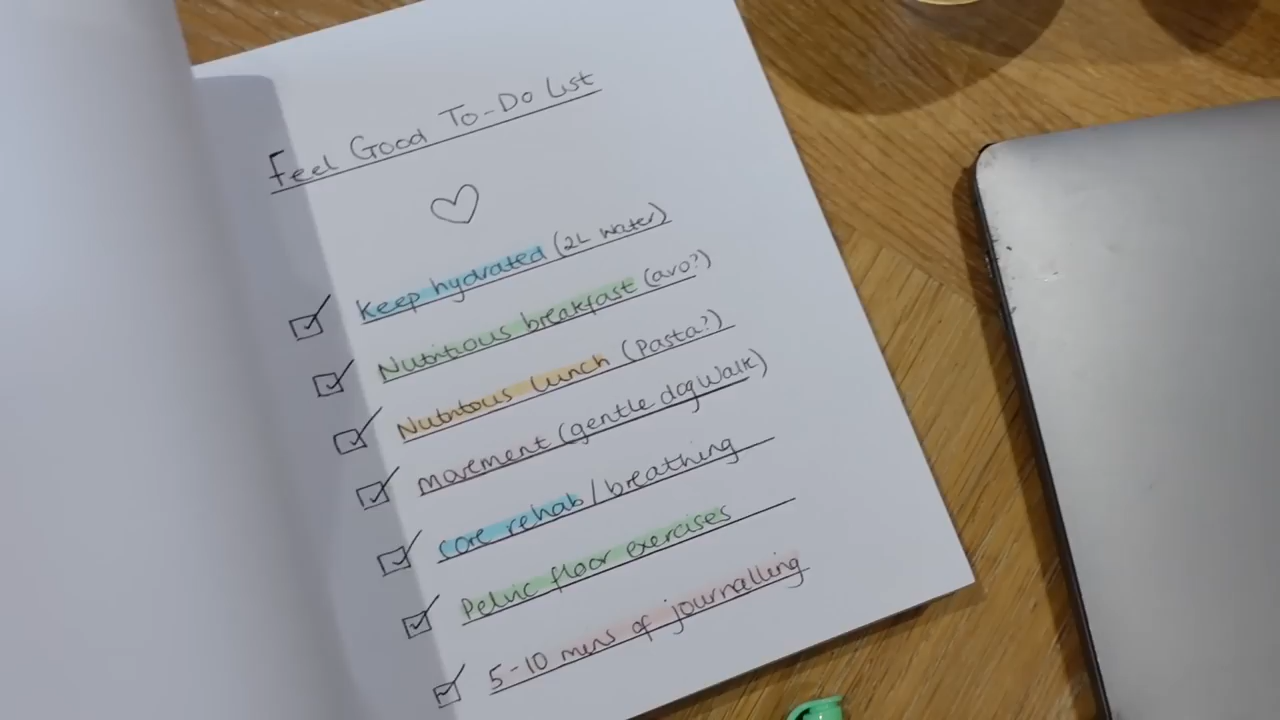 Feel Good To-Do List
Keep hydrated (2L water)
Nutritious breakfast (avo?)
Nutritous lunch (Pasta?)
movement (gentle dog walk)
core rehab/breathing
Pelvic floor exercises
5-10 mins of journalling